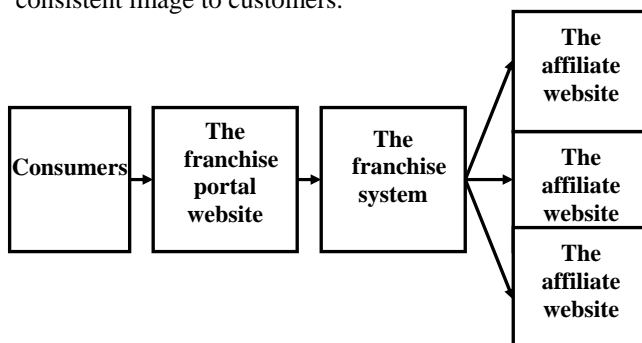 consistent image to customers.
Consumers
The
franchise
portal
website
The
franchise
system
The
affiliate
website
The
affiliate
website
The
affiliate
website